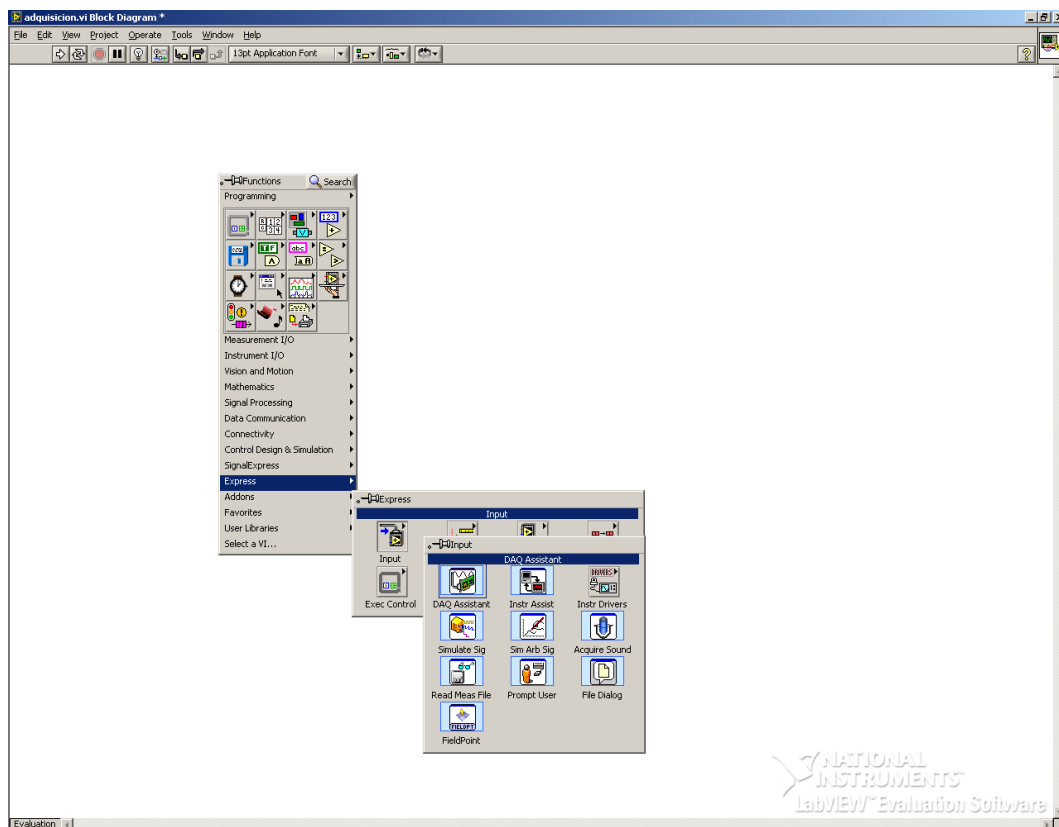 adquisicion.vi Block Diagram *
File Edit View Project Operate Tools Window Help
13pt Application Font
Functions Search
Programming
Measurement I/O
Instrument I/O
Vision and Motion
Mathematics
Signal Processing
Data Communication
Connectivity
Control Design & Simulation
SignalExpress
Express
Addons
Favorites
User Libraries
Select a VI...
Express
Input
Input
Exec Control
Input
DAQ Assistant
DAQ Assistant Instr Assist Instr Drivers
Simulate Sig Sim Arb Sig Acquire Sound
Read Meas File Prompt User File Dialog
FieldPoint
NATIONAL
INSTRUMENTS™
LabVIEW™ Evaluation Software
Evaluation